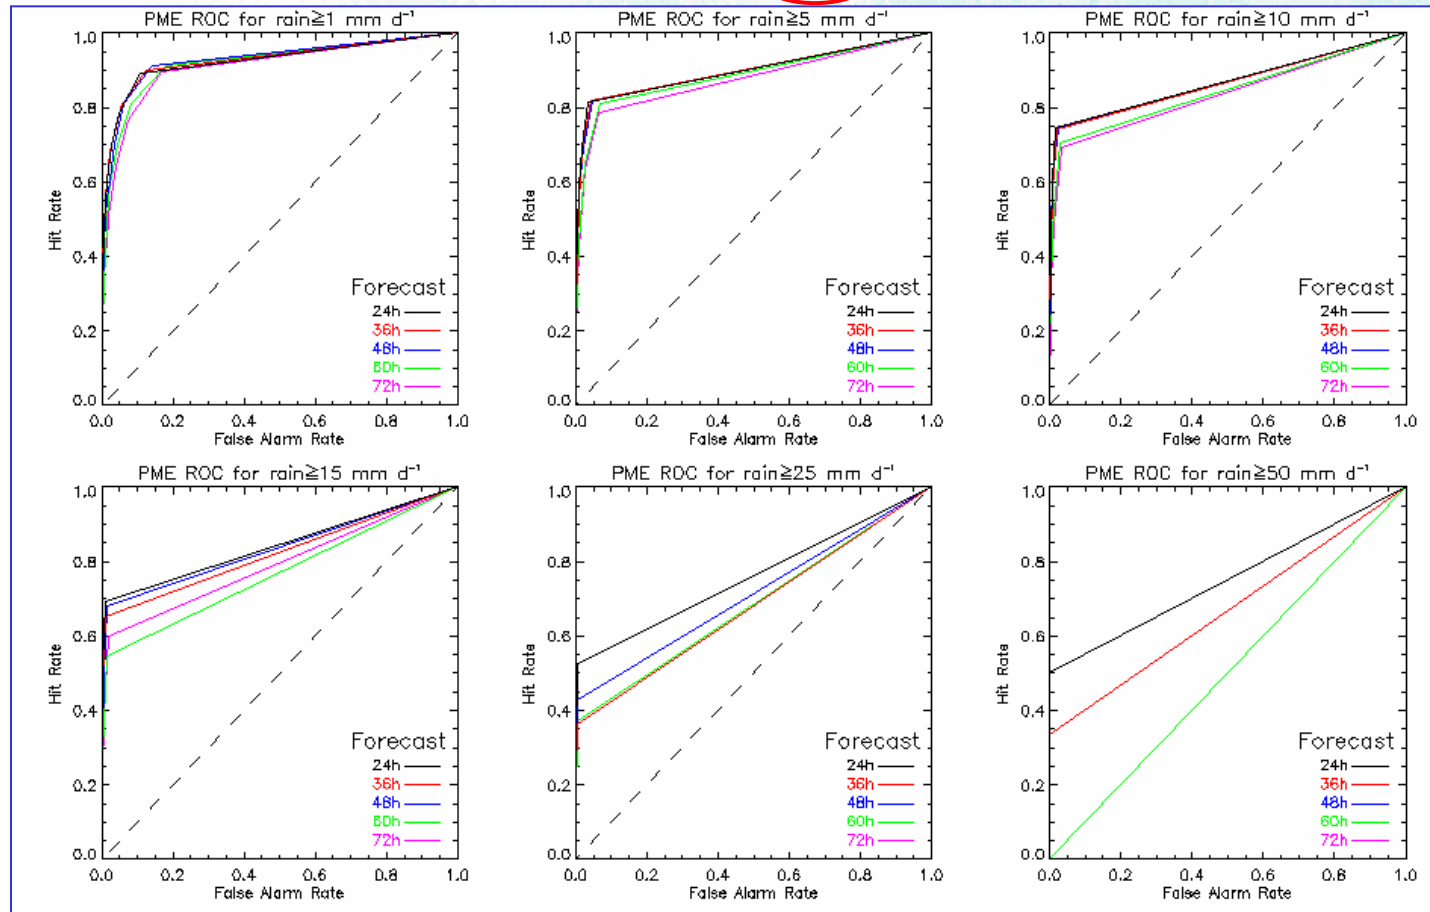 PME ROC for rain≧1 mm d⁻¹
1.0
0.8
0.6
0.4
0.2
0.0
Hit Rate
Forecast
24h
36h
48h
60h
72h
0.0 0.2 0.4 0.6 0.8 1.0
False Alarm Rate
PME ROC for rain≧5 mm d⁻¹
1.0
0.8
0.6
0.4
0.2
0.0
Hit Rate
Forecast
24h
36h
48h
60h
72h
0.0 0.2 0.4 0.6 0.8 1.0
False Alarm Rate
PME ROC for rain≧10 mm d⁻¹
1.0
0.8
0.6
0.4
0.2
0.0
Hit Rate
Forecast
24h
36h
48h
60h
72h
0.0 0.2 0.4 0.6 0.8 1.0
False Alarm Rate
PME ROC for rain≧15 mm d⁻¹
1.0
0.8
0.6
0.4
0.2
0.0
Hit Rate
Forecast
24h
36h
48h
60h
72h
0.0 0.2 0.4 0.6 0.8 1.0
False Alarm Rate
PME ROC for rain≧25 mm d⁻¹
1.0
0.8
0.6
0.4
0.2
0.0
Hit Rate
Forecast
24h
36h
48h
60h
72h
0.0 0.2 0.4 0.6 0.8 1.0
False Alarm Rate
PME ROC for rain≧50 mm d⁻¹
1.0
0.8
0.6
0.4
0.2
0.0
Hit Rate
Forecast
24h
36h
48h
60h
72h
0.0 0.2 0.4 0.6 0.8 1.0
False Alarm Rate